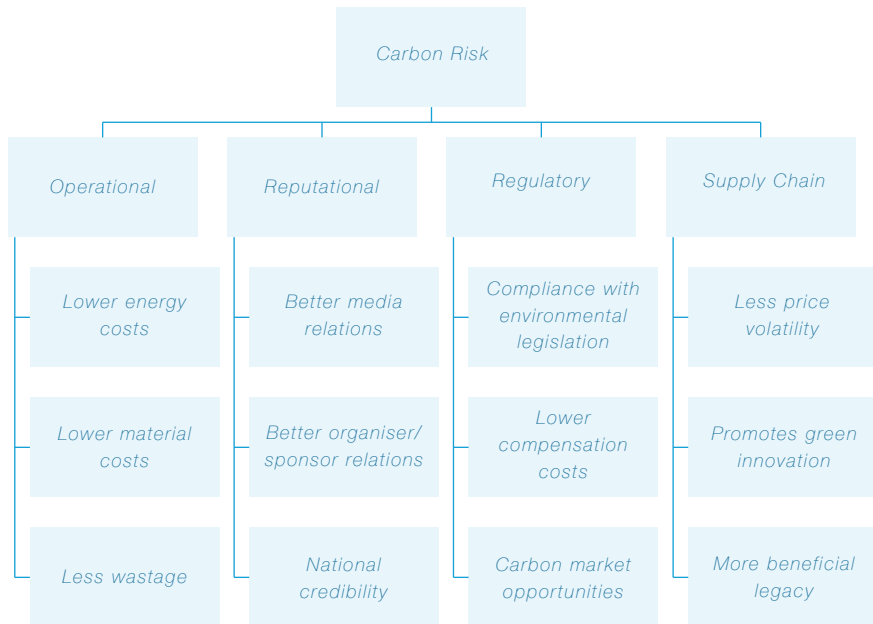 Carbon Risk
Operational
Reputational
Regulatory
Supply Chain
Lower energy
costs
Better media
relations
Compliance with
environmental
legislation
Less price
volatility
Lower material
costs
Better organiser/
sponsor relations
Lower
compensation
costs
Promotes green
innovation
Less wastage
National
credibility
Carbon market
opportunities
More beneficial
legacy